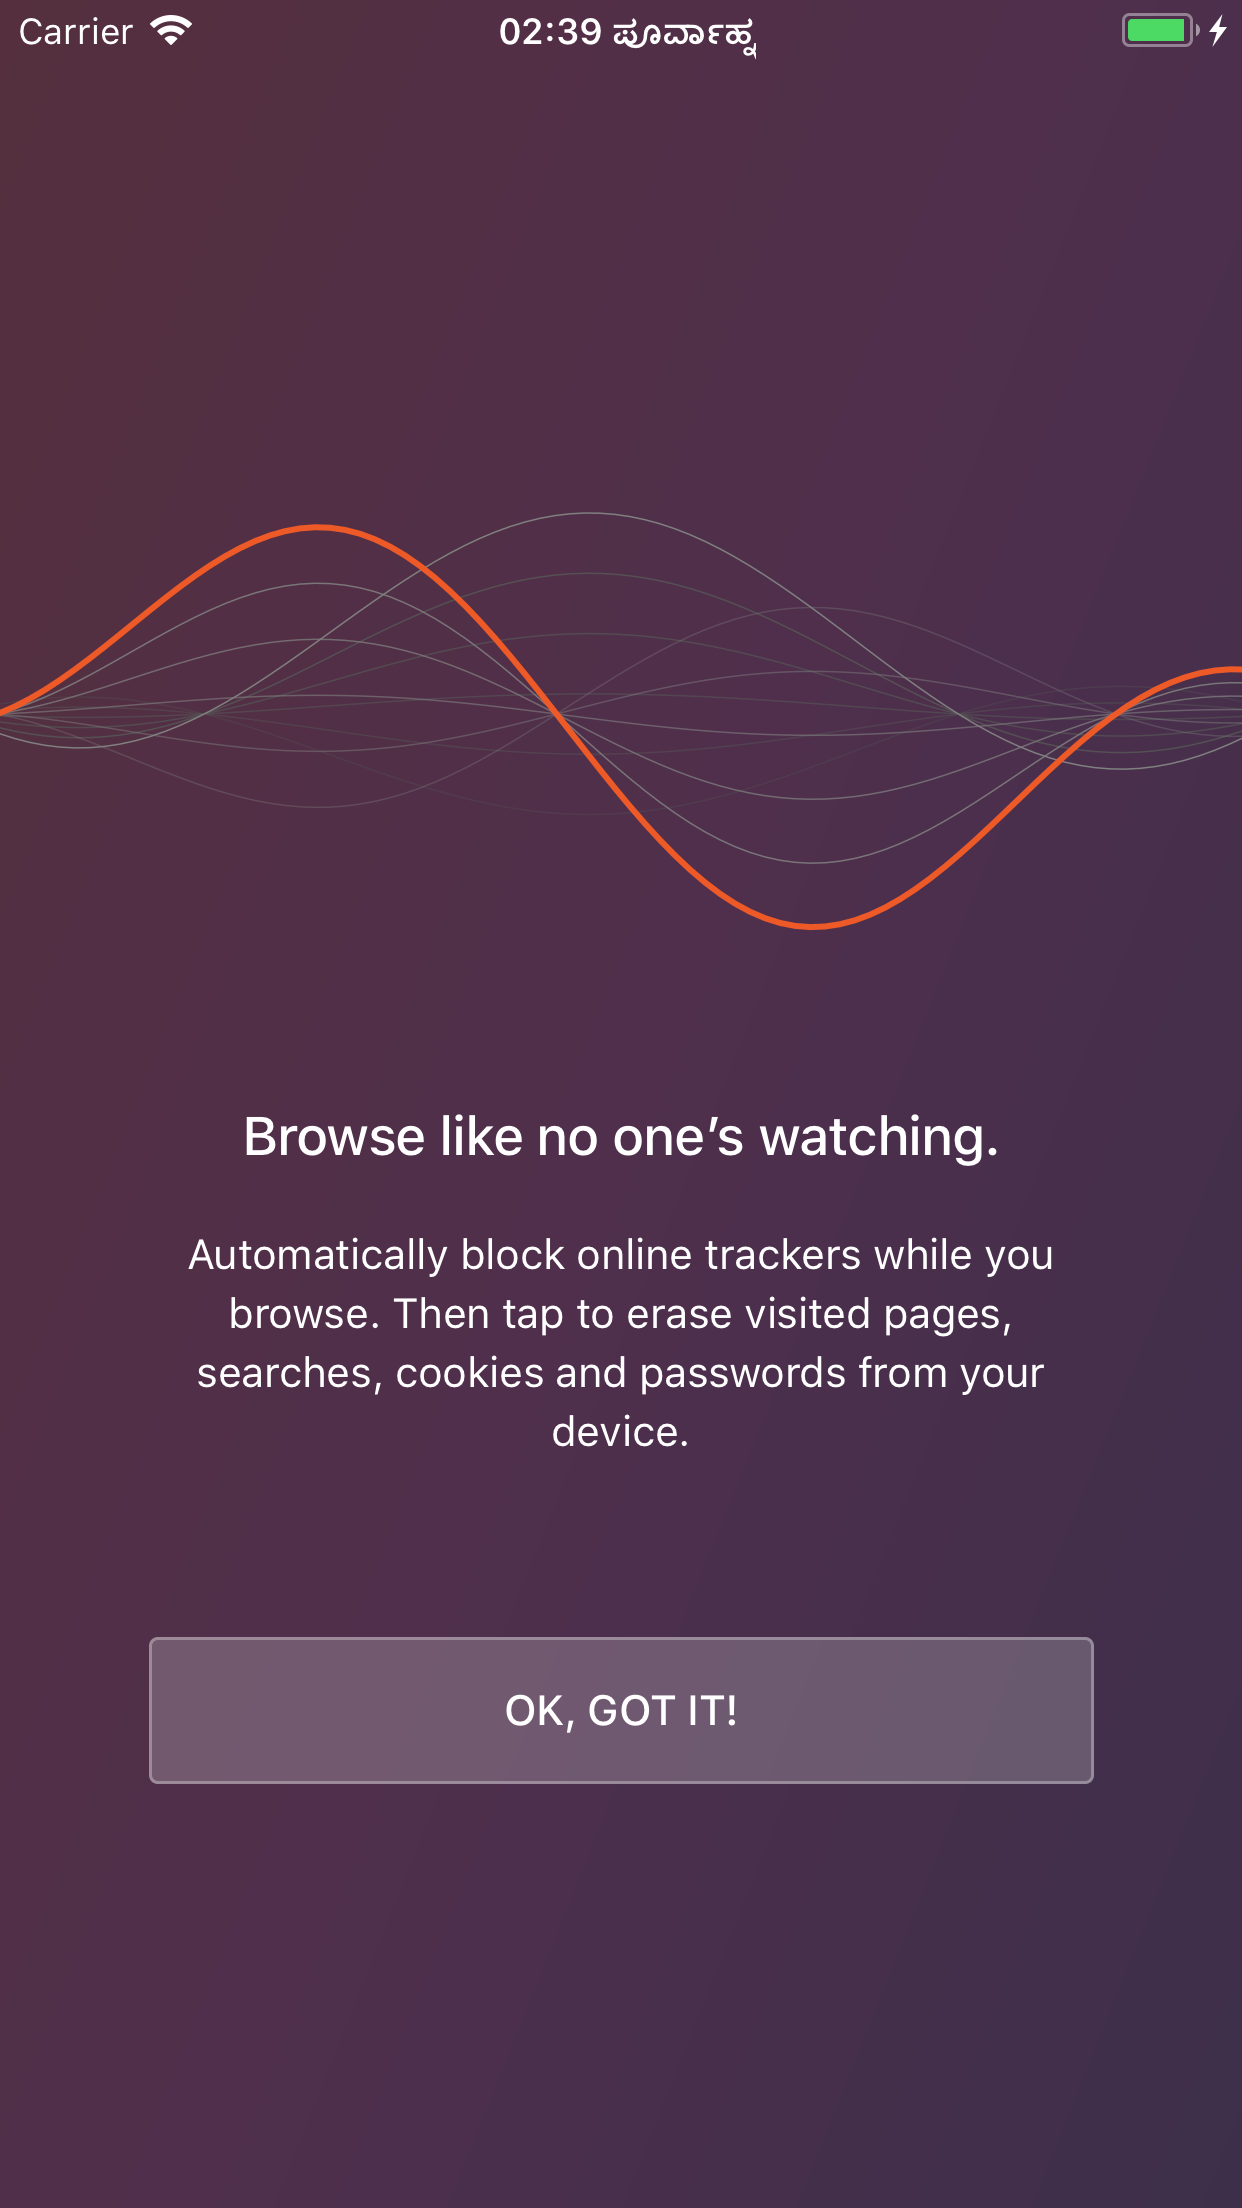 Carrier 02:39 ಪೂರ್ವಾಹ್ನ
Browse like no one’s watching.
Automatically block online trackers while you
browse. Then tap to erase visited pages,
searches, cookies and passwords from your
device.
OK, GOT IT!